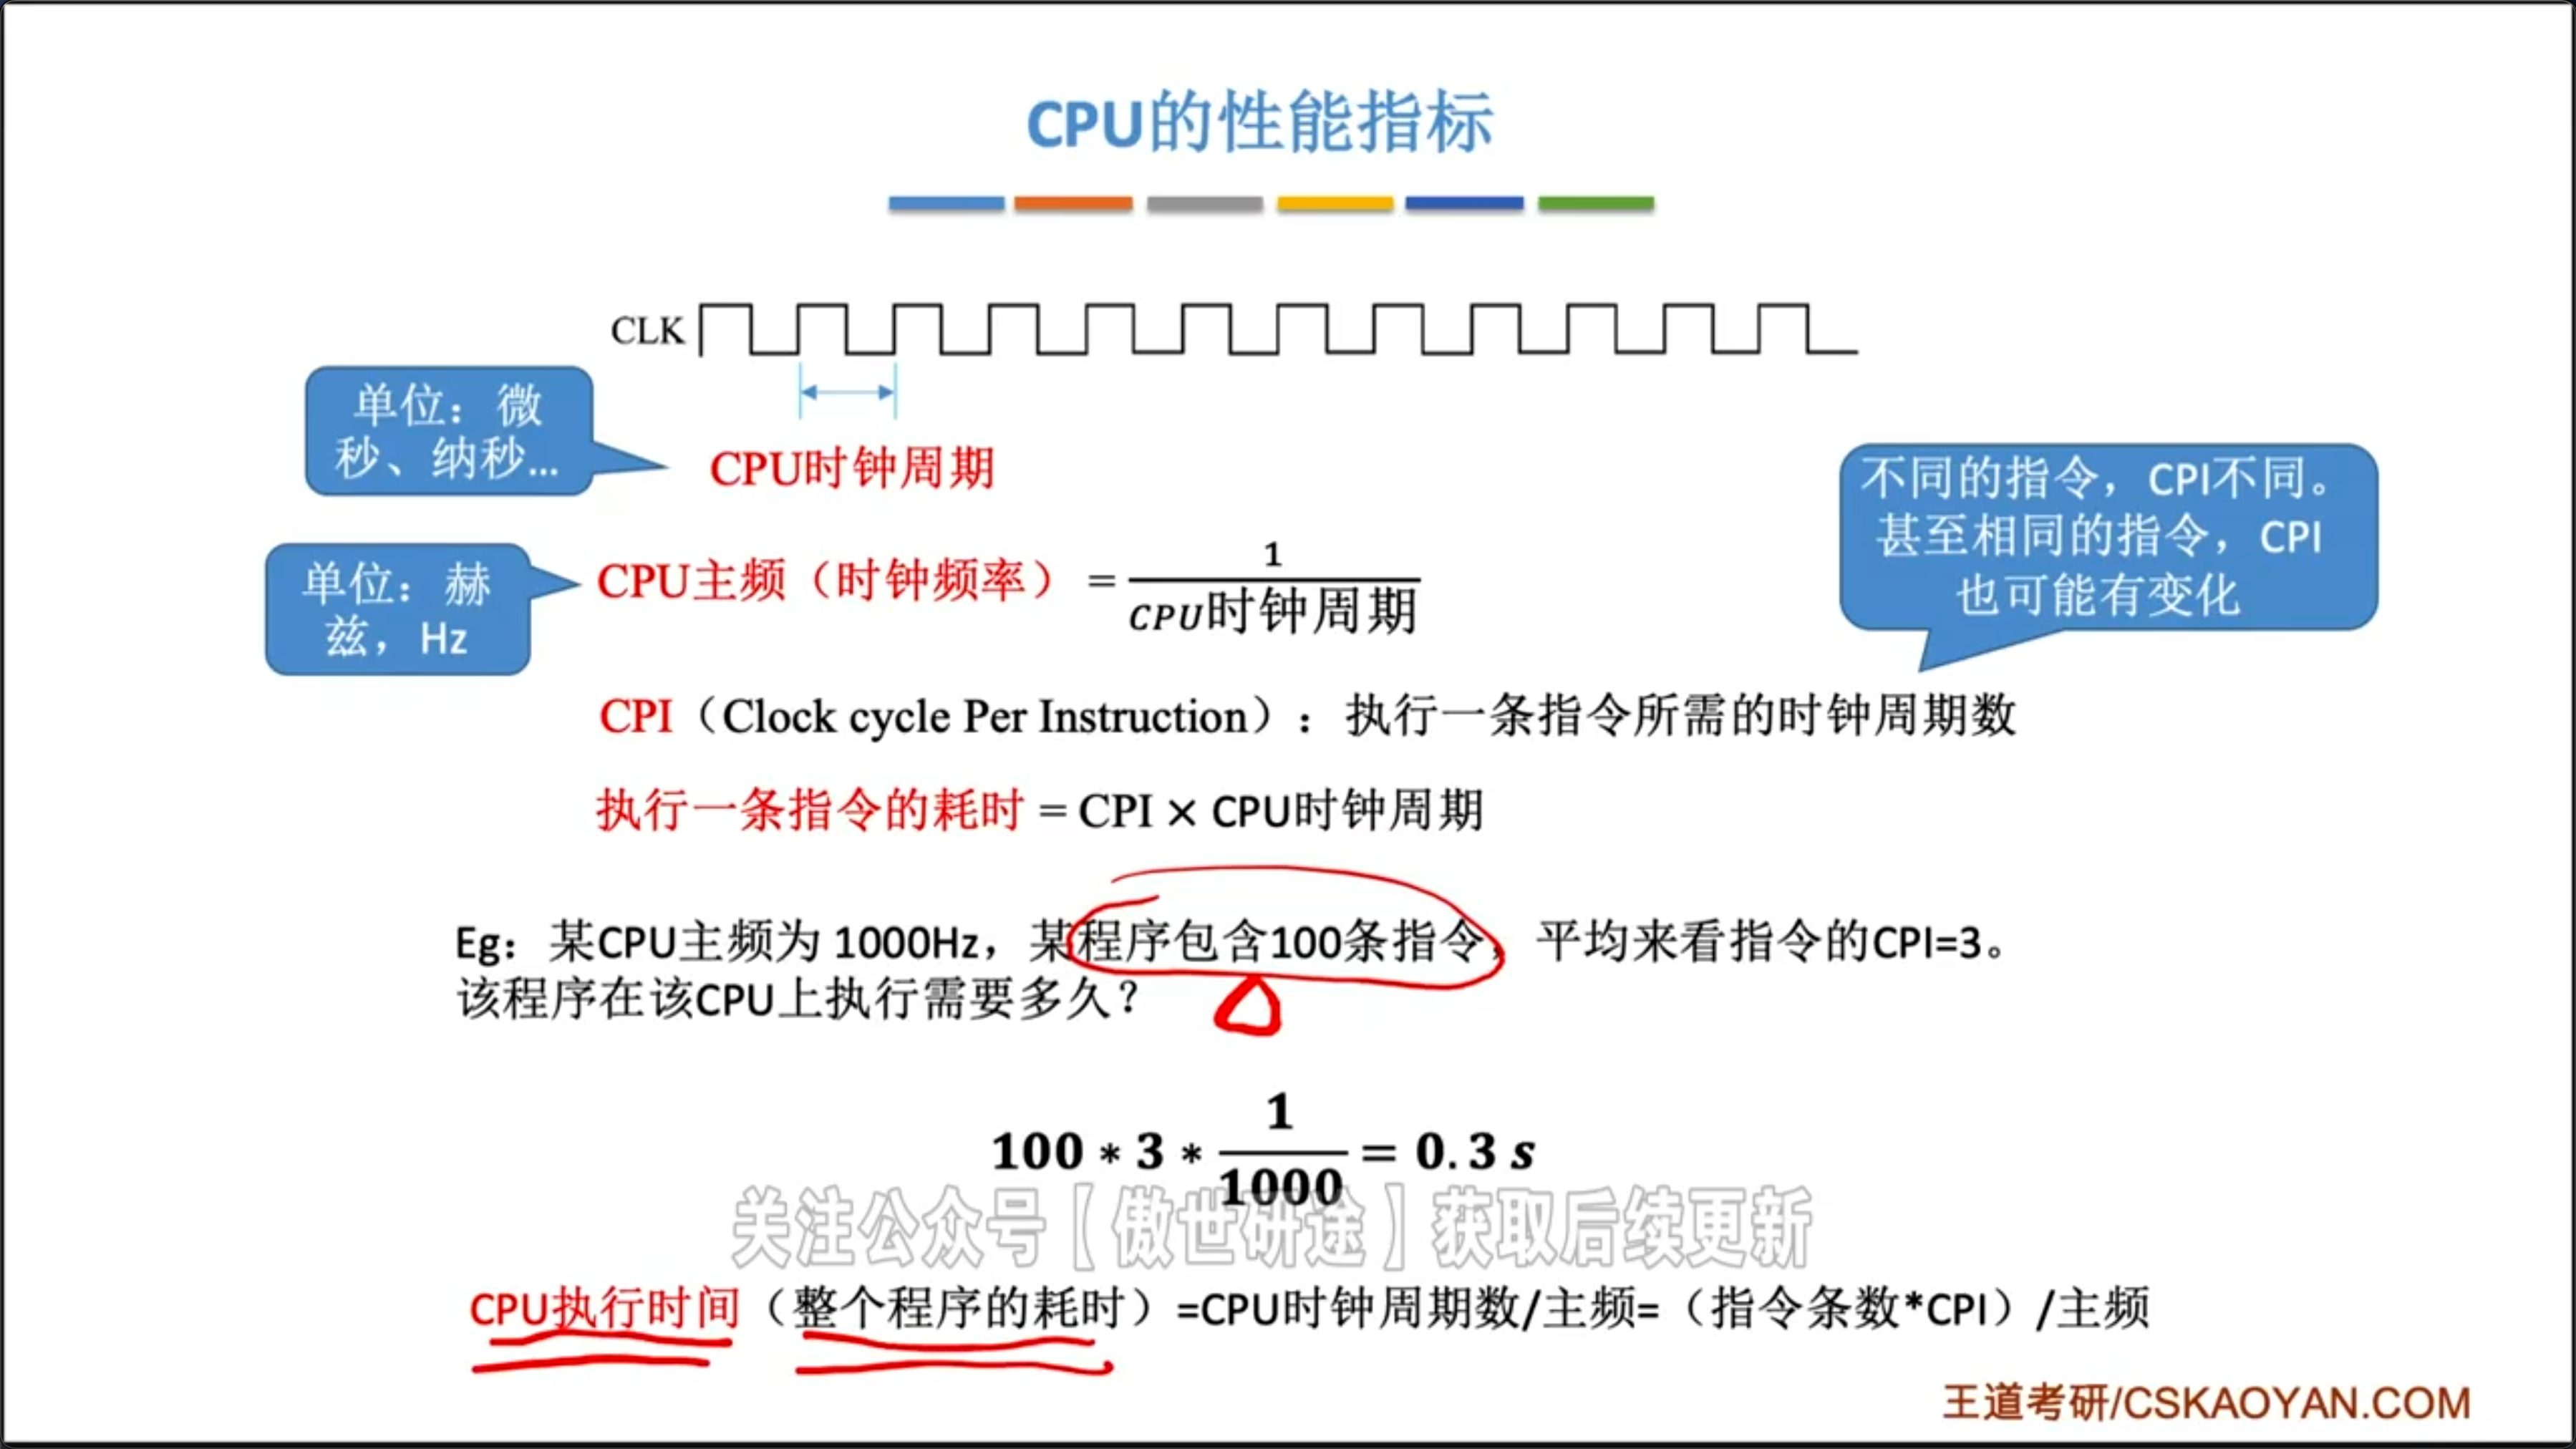 CPU的性能指标
CLK
单位：微
秒、纳秒...
CPU时钟周期
不同的指令，CPI不同。
甚至相同的指令，CPI
也可能有变化
单位：赫
兹，Hz
CPU主频（时钟频率） = 1/CPU时钟周期
CPI（Clock cycle Per Instruction）：执行一条指令所需的时钟周期数
执行一条指令的耗时 = CPI × CPU时钟周期
Eg：某CPU主频为 1000Hz，某程序包含100条指令，平均来看指令的CPI=3。
该程序在该CPU上执行需要多久？
100 * 3 * 1/1000 = 0.3 s
关注公众号【傲世研途】获取后续更新
CPU执行时间（整个程序的耗时）=CPU时钟周期数/主频=（指令条数*CPI）/主频
王道考研/CSKAOYAN.COM